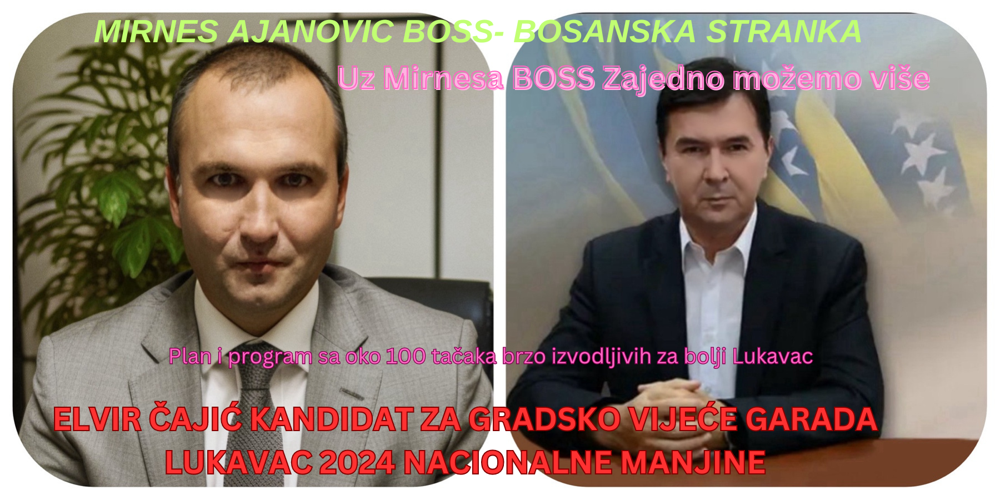 MIRNES AJANOVIC BOSS- BOSANSKA STRANKA
Uz Mirnesa BOSS Zajedno možemo više
Plan i program sa oko 100 tačaka brzo izvodljivih za bolji Lukavac
ELVIR ČAJIĆ KANDIDAT ZA GRADSKO VIJEĆE GARADA
LUKAVAC 2024 NACIONALNE MANJINE